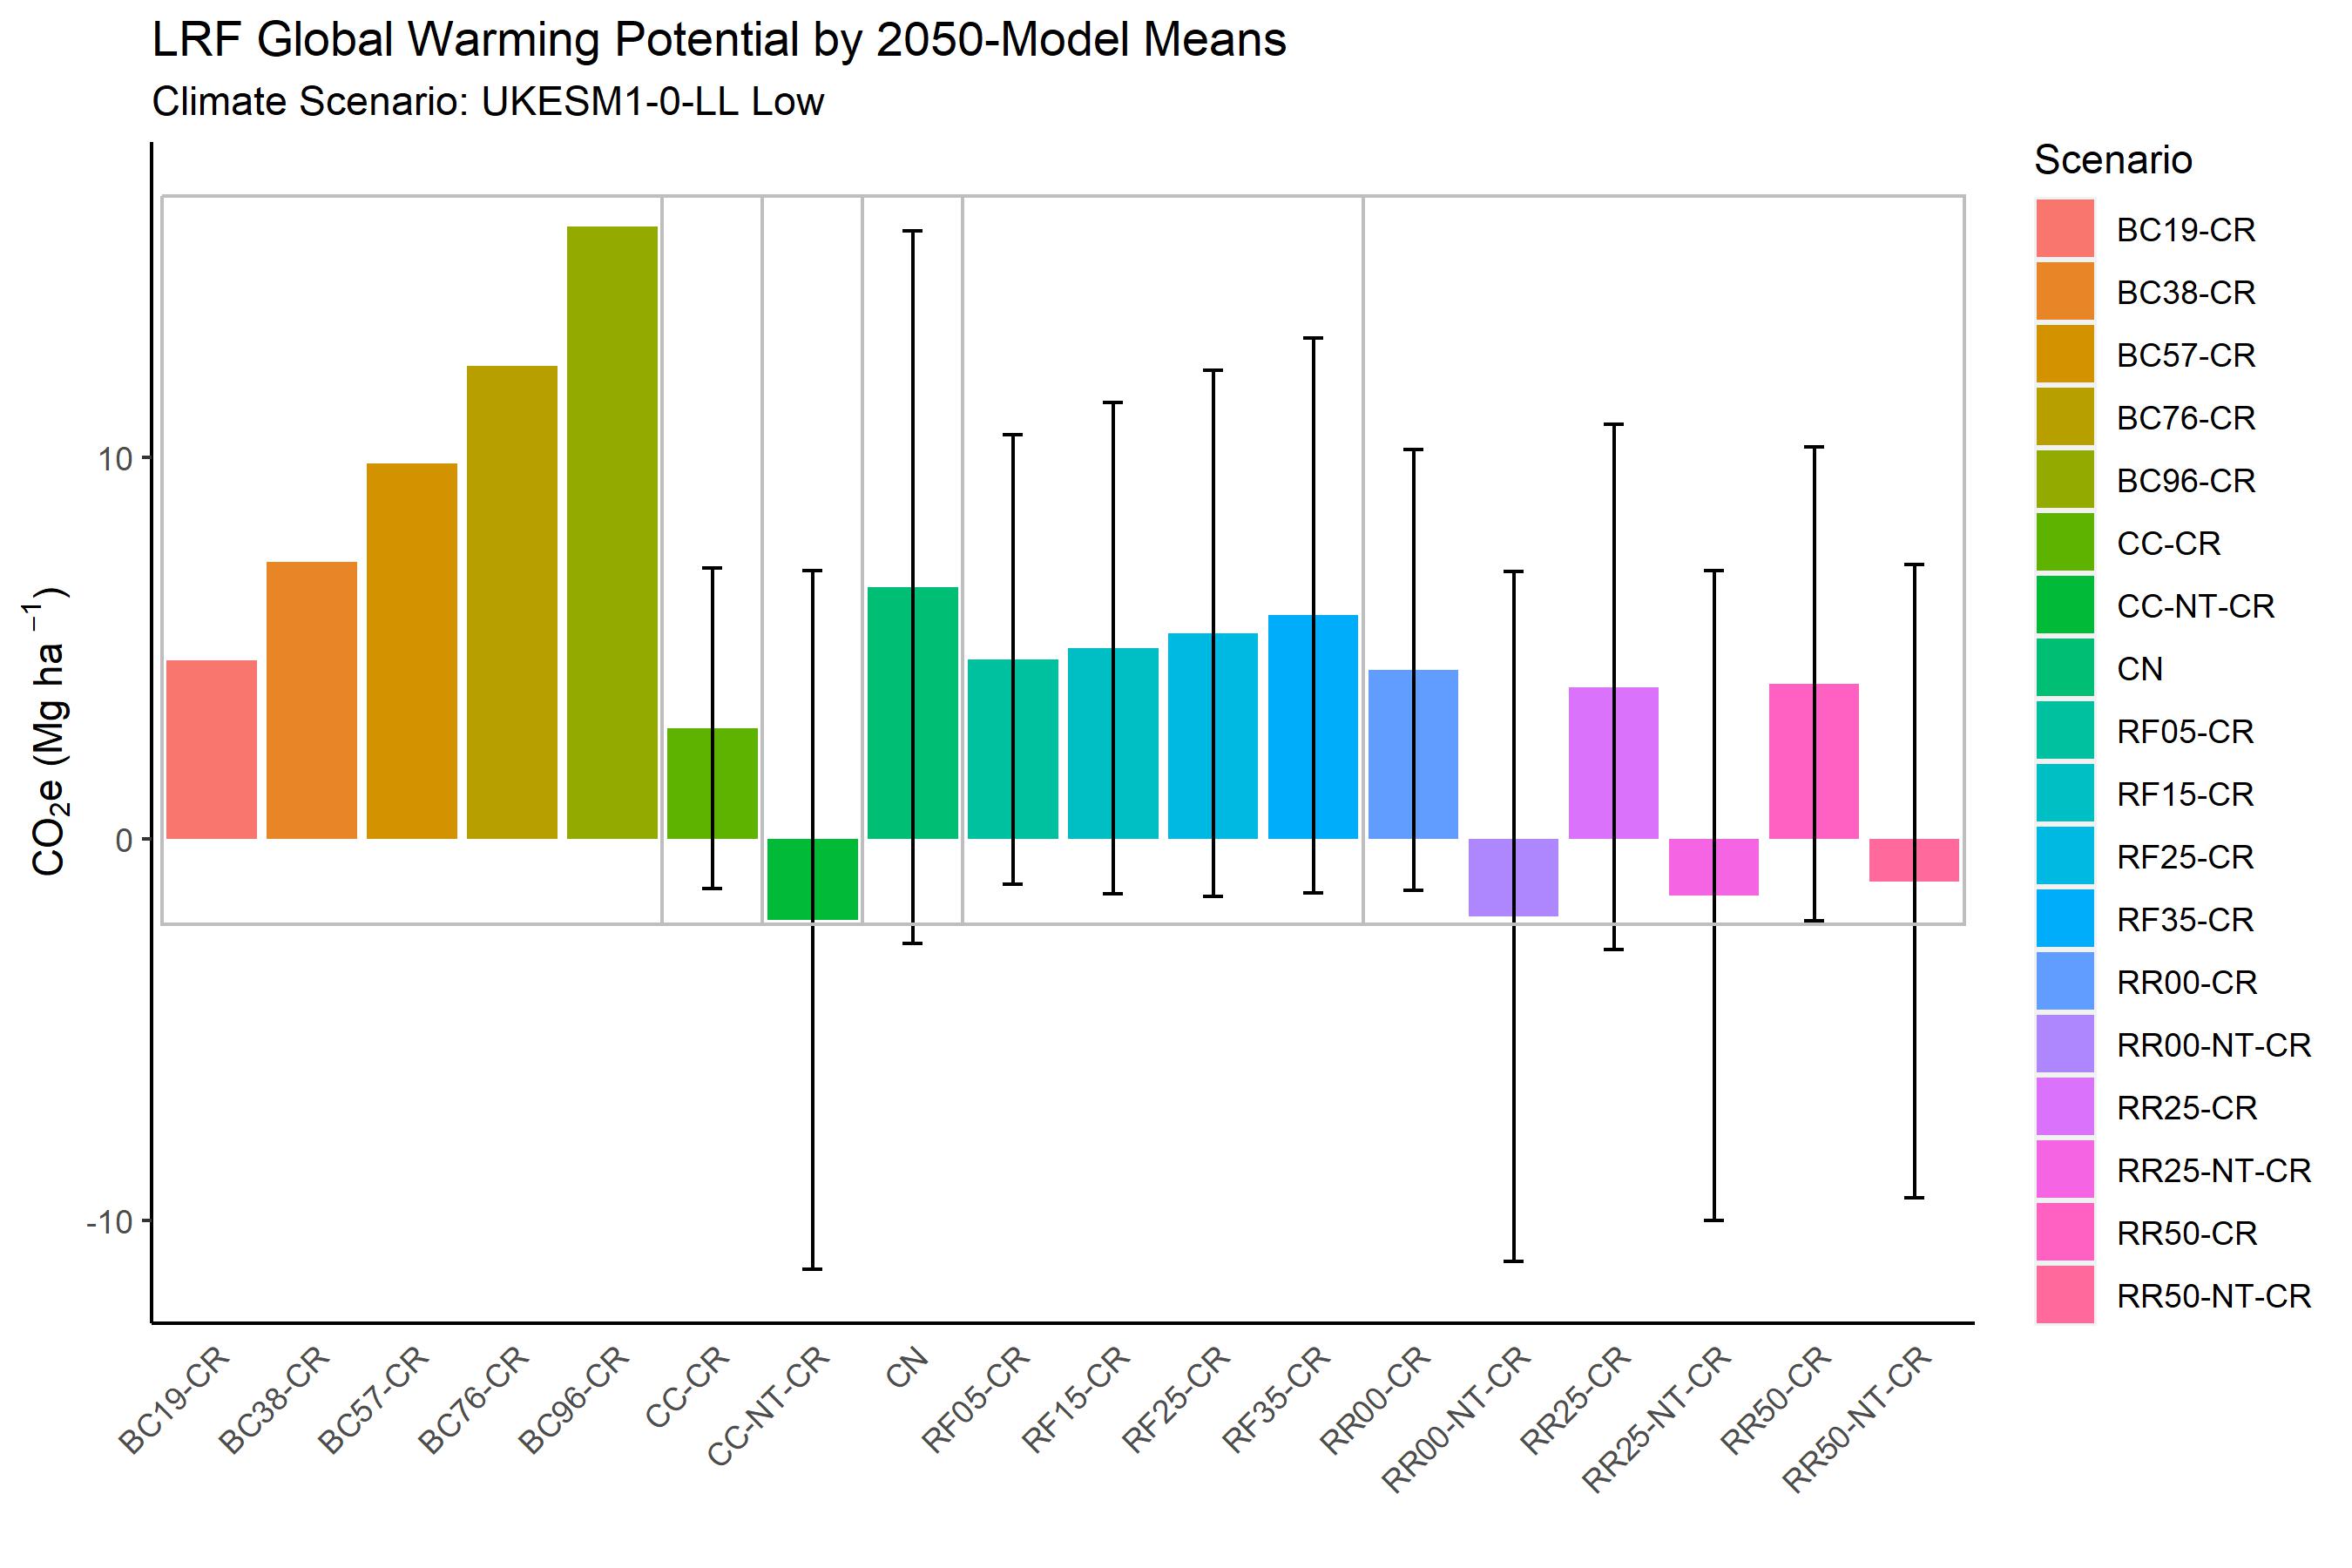 LRF Global Warming Potential by 2050-Model Means
Climate Scenario: UKESM1-0-LL Low
CO₂e (Mg ha ⁻¹)
10
0
-10
BC19-CR
BC38-CR
BC57-CR
BC76-CR
BC96-CR
CC-CR
CC-NT-CR
CN
RF05-CR
RF15-CR
RF25-CR
RF35-CR
RR00-CR
RR00-NT-CR
RR25-CR
RR25-NT-CR
RR50-CR
RR50-NT-CR
Scenario
BC19-CR
BC38-CR
BC57-CR
BC76-CR
BC96-CR
CC-CR
CC-NT-CR
CN
RF05-CR
RF15-CR
RF25-CR
RF35-CR
RR00-CR
RR00-NT-CR
RR25-CR
RR25-NT-CR
RR50-CR
RR50-NT-CR